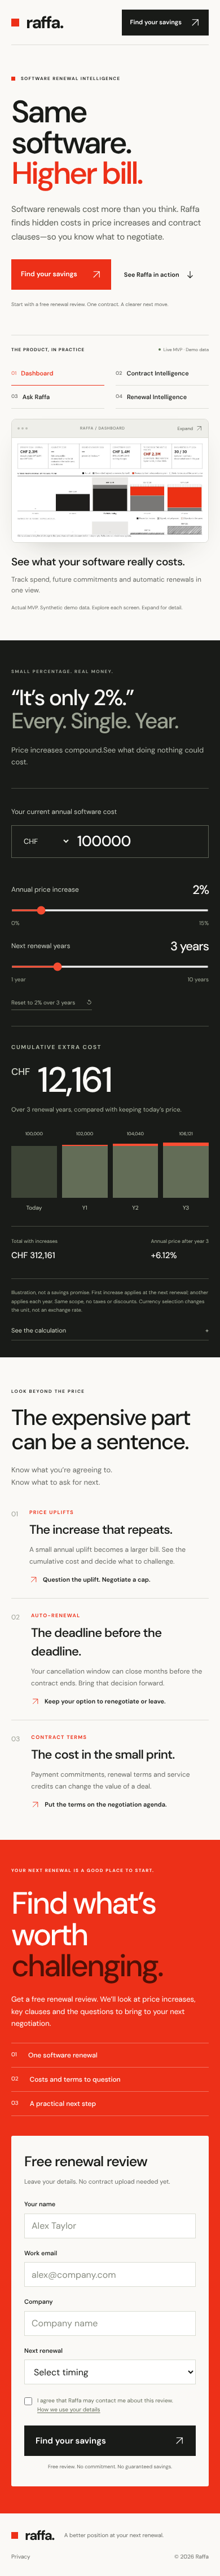 raffa.
Find your savings
SOFTWARE RENEWAL INTELLIGENCE
Same
software.
Higher bill.
Software renewals cost more than you think. Raffa
finds hidden costs in price increases and contract
clauses—so you know what to negotiate.
Find your savings
See Raffa in action
Start with a free renewal review. One contract. A clearer next move.
THE PRODUCT, IN PRACTICE
Live MVP · Demo data
01 Dashboard
02 Contract Intelligence
03 Ask Raffa
04 Renewal Intelligence
RAFFA / DASHBOARD
Expand
See what your software really costs.
Track spend, future commitments and automatic renewals in
one view.
Actual MVP. Synthetic demo data. Explore each screen. Expand for detail.
SMALL PERCENTAGE. REAL MONEY.
“It’s only 2%.”
Every. Single. Year.
Price increases compound.See what doing nothing could
cost.
Your current annual software cost
CHF 100000
Annual price increase 2%
0% 15%
Next renewal years 3 years
1 year 10 years
Reset to 2% over 3 years
CUMULATIVE EXTRA COST
CHF 12,161
Over 3 renewal years, compared with keeping today’s price.
100,000 102,000 104,040 106,121
Today Y1 Y2 Y3
Total with increases
CHF 312,161
Annual price after year 3
+6.12%
Illustration, not a savings promise. First increase applies at the next renewal; another
applies each year. Same scope, no taxes or discounts. Currency selection changes
the unit, not an exchange rate.
See the calculation +
LOOK BEYOND THE PRICE
The expensive part
can be a sentence.
Know what you’re agreeing to.
Know what to ask for next.
01 PRICE UPLIFTS
The increase that repeats.
A small annual uplift becomes a larger bill. See the
cumulative cost and decide what to challenge.
Question the uplift. Negotiate a cap.
02 AUTO-RENEWAL
The deadline before the
deadline.
Your cancellation window can close months before the
contract ends. Bring that decision forward.
Keep your option to renegotiate or leave.
03 CONTRACT TERMS
The cost in the small print.
Payment commitments, renewal terms and service
credits can change the value of a deal.
Put the terms on the negotiation agenda.
YOUR NEXT RENEWAL IS A GOOD PLACE TO START.
Find what’s
worth
challenging.
Get a free renewal review. We’ll look at price increases,
key clauses and the questions to bring to your next
negotiation.
01 One software renewal
02 Costs and terms to question
03 A practical next step
Free renewal review
Leave your details. No contract upload needed yet.
Your name
Alex Taylor
Work email
alex@company.com
Company
Company name
Next renewal
Select timing
I agree that Raffa may contact me about this review.
How we use your details
Find your savings
Free review. No commitment. No guaranteed savings.
raffa.
A better position at your next renewal.
Privacy
© 2026 Raffa